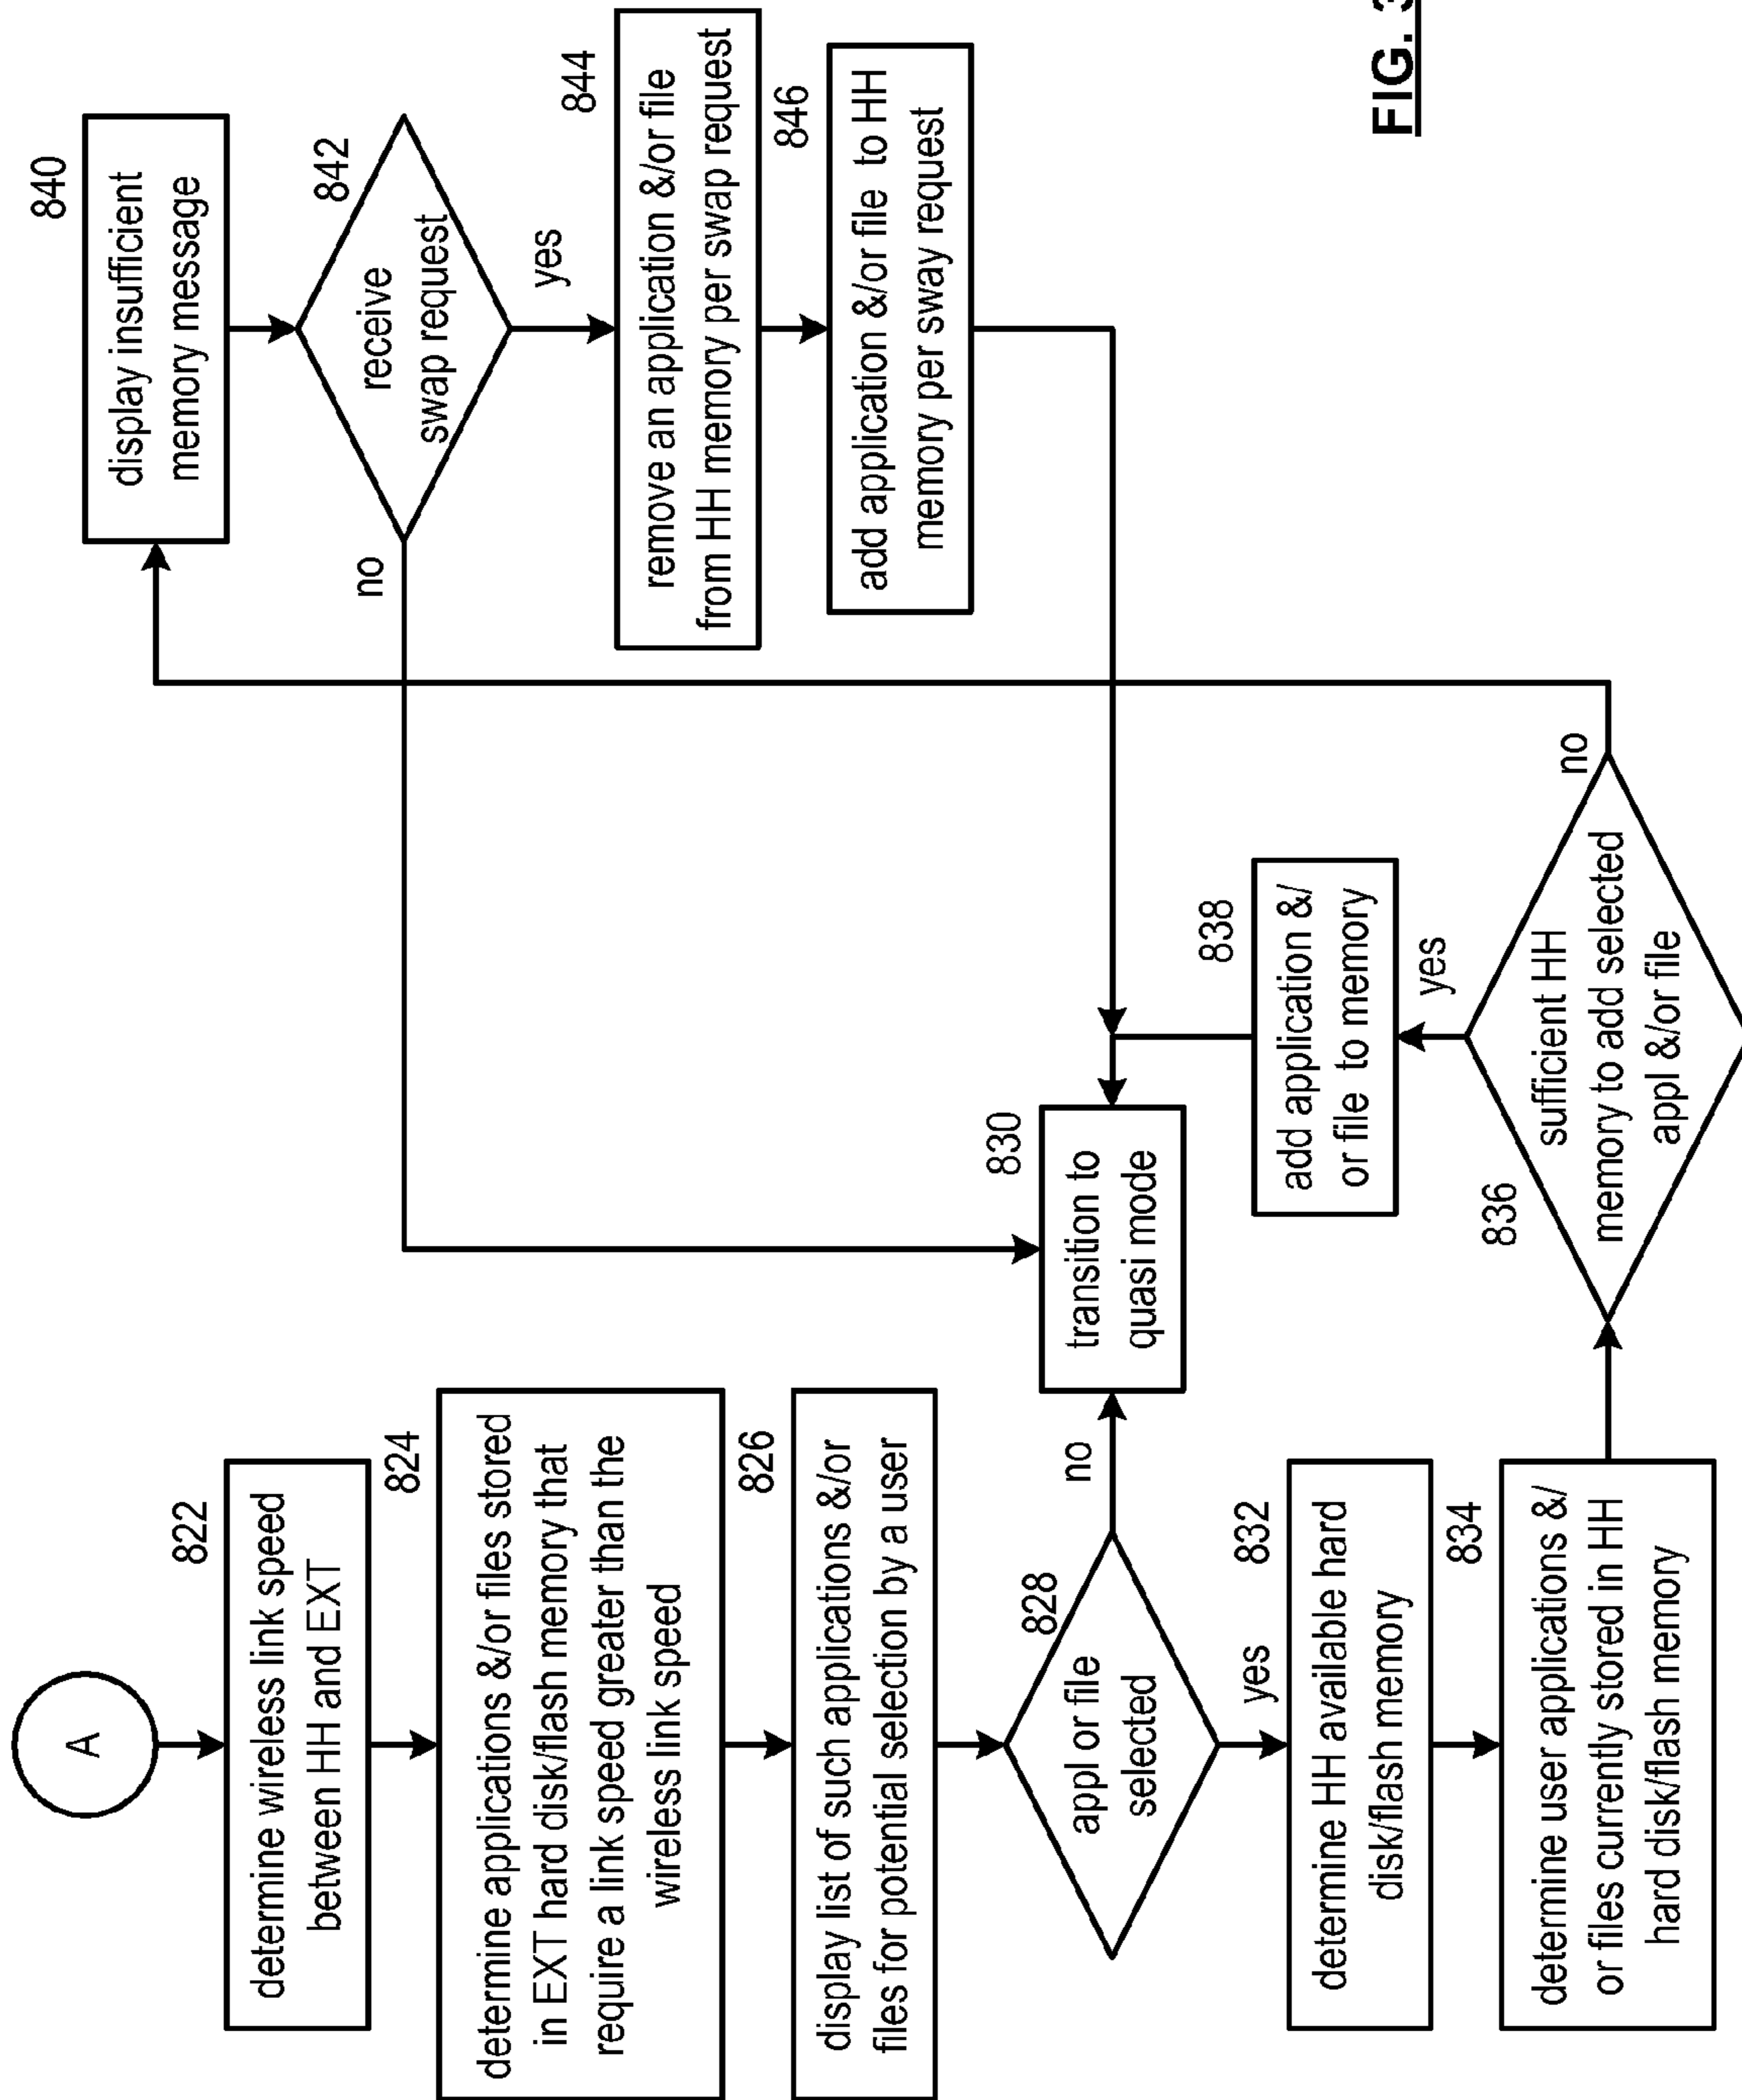 A
822
determine wireless link speed
between HH and EXT
824
determine applications &/or files stored
in EXT hard disk/flash memory that
require a link speed greater than the
wireless link speed
826
display list of such applications &/or
files for potential selection by a user
828
appl or file
selected
no
yes
830
transition to
quasi mode
832
determine HH available hard
disk/flash memory
834
determine user applications &/
or files currently stored in HH
hard disk/flash memory
836
sufficient HH
memory to add selected
appl &/or file
yes
no
838
add application &/
or file to memory
840
display insufficient
memory message
842
receive
swap request
no
yes
844
remove an application &/or file
from HH memory per swap request
846
add application &/or file to HH
memory per sway request
FIG. 3